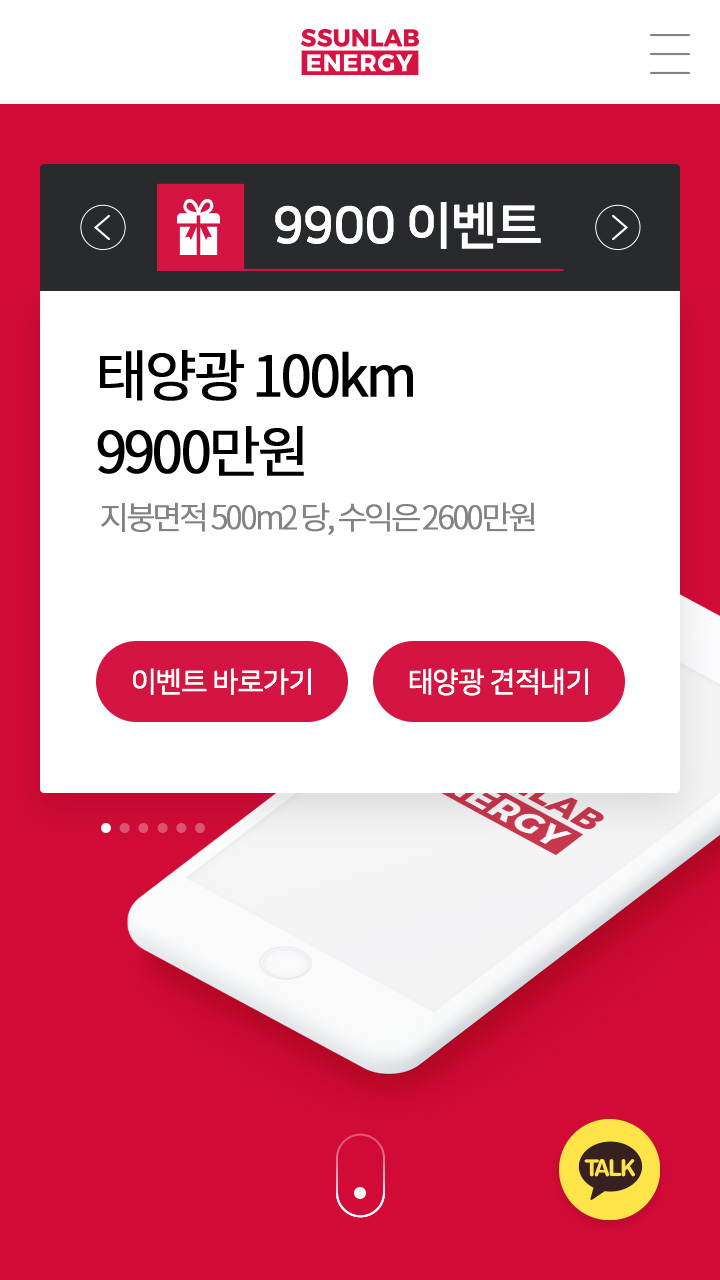 SSUNLAB
ENERGY
9900 이벤트
태양광 100km
9900만원
지붕면적 500m2 당, 수익은 2600만원
이벤트 바로가기
태양광 견적내기
LAB
ENERGY
TALK